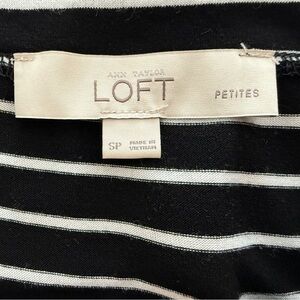 ANN TAYLOR
LOFT
PETITES
SP
MADE IN
VIETNAM